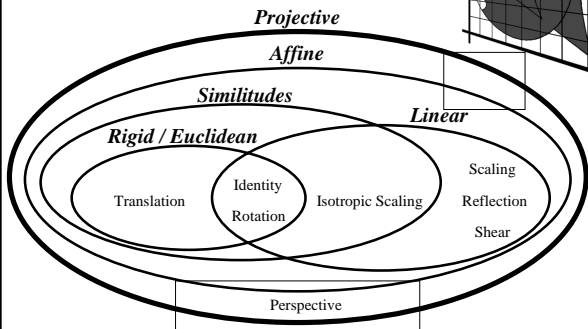 Projective
Affine
Similitudes
Linear
Rigid / Euclidean
Scaling
Identity
Translation
Isotropic Scaling
Reflection
Rotation
Shear
Perspective